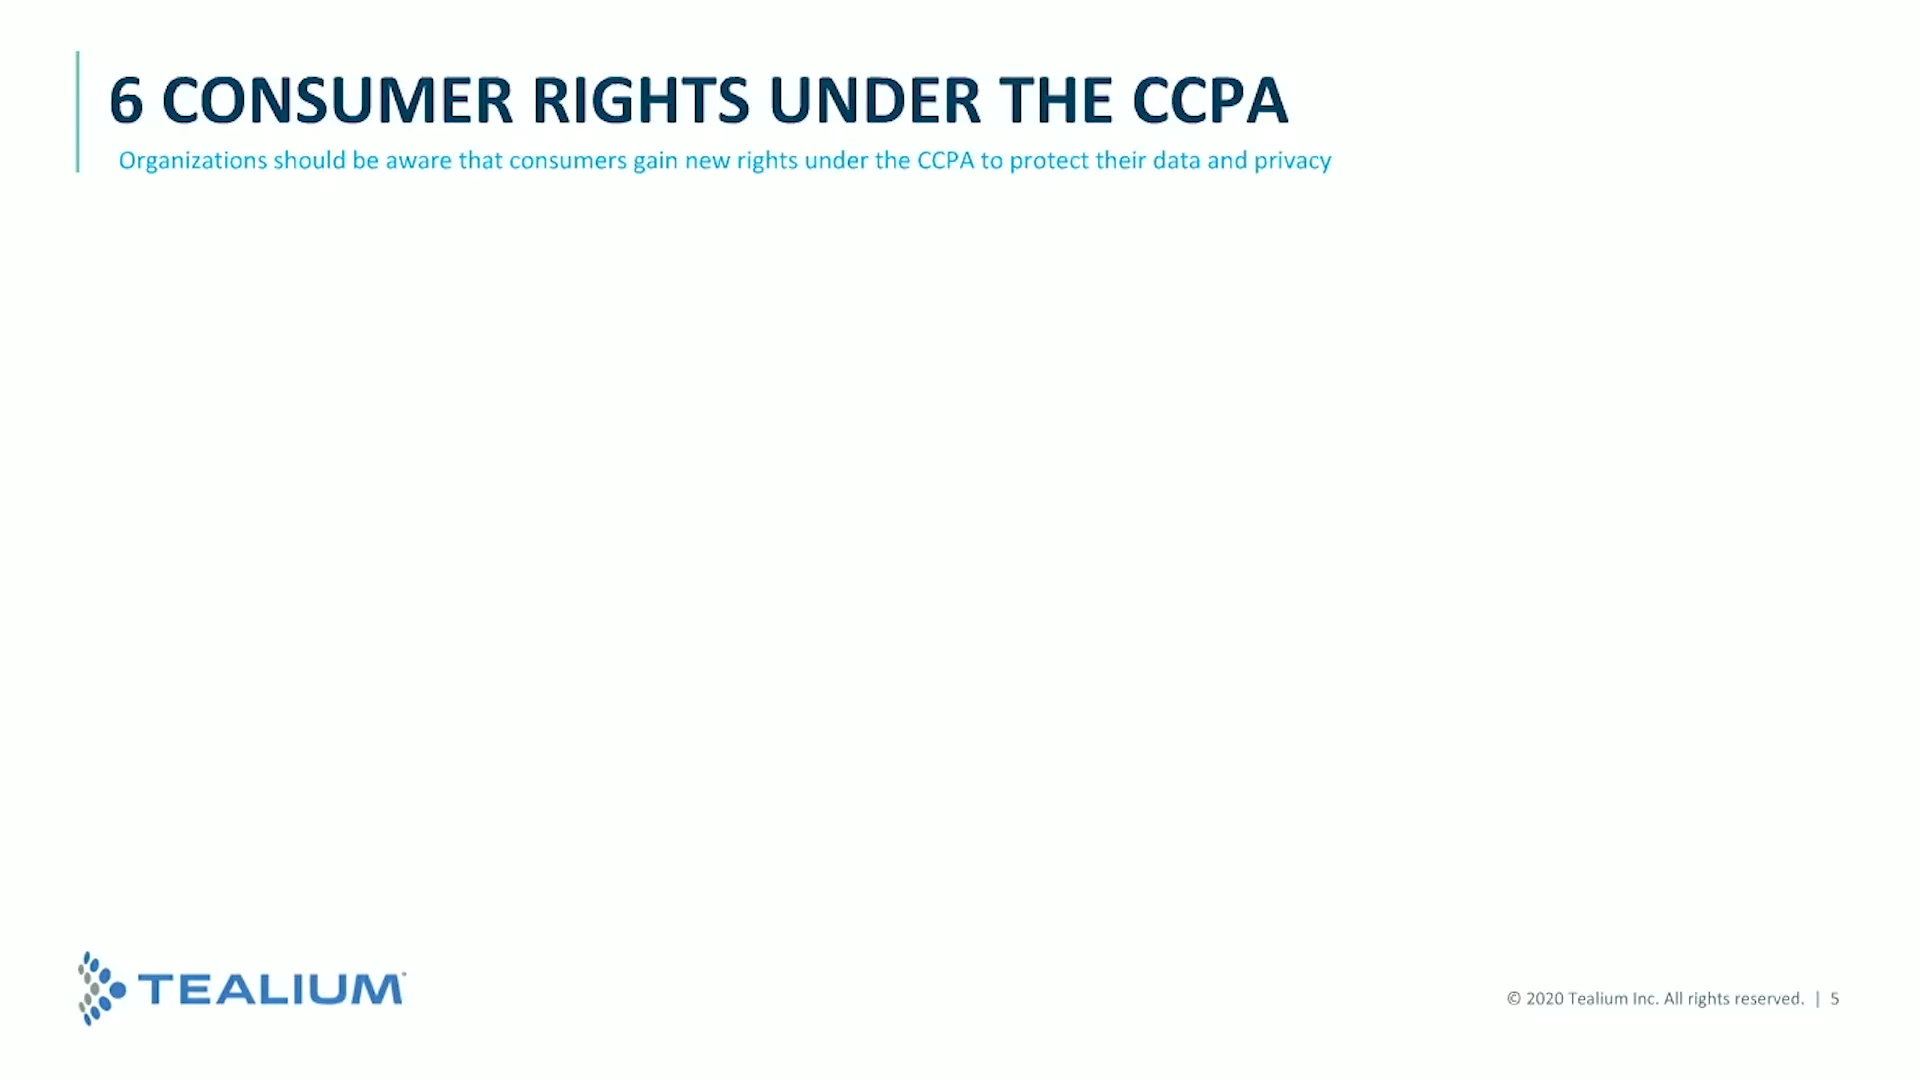 6 CONSUMER RIGHTS UNDER THE CCPA
Organizations should be aware that consumers gain new rights under the CCPA to protect their data and privacy
TEALIUM
© 2020 Tealium Inc. All rights reserved. | 5